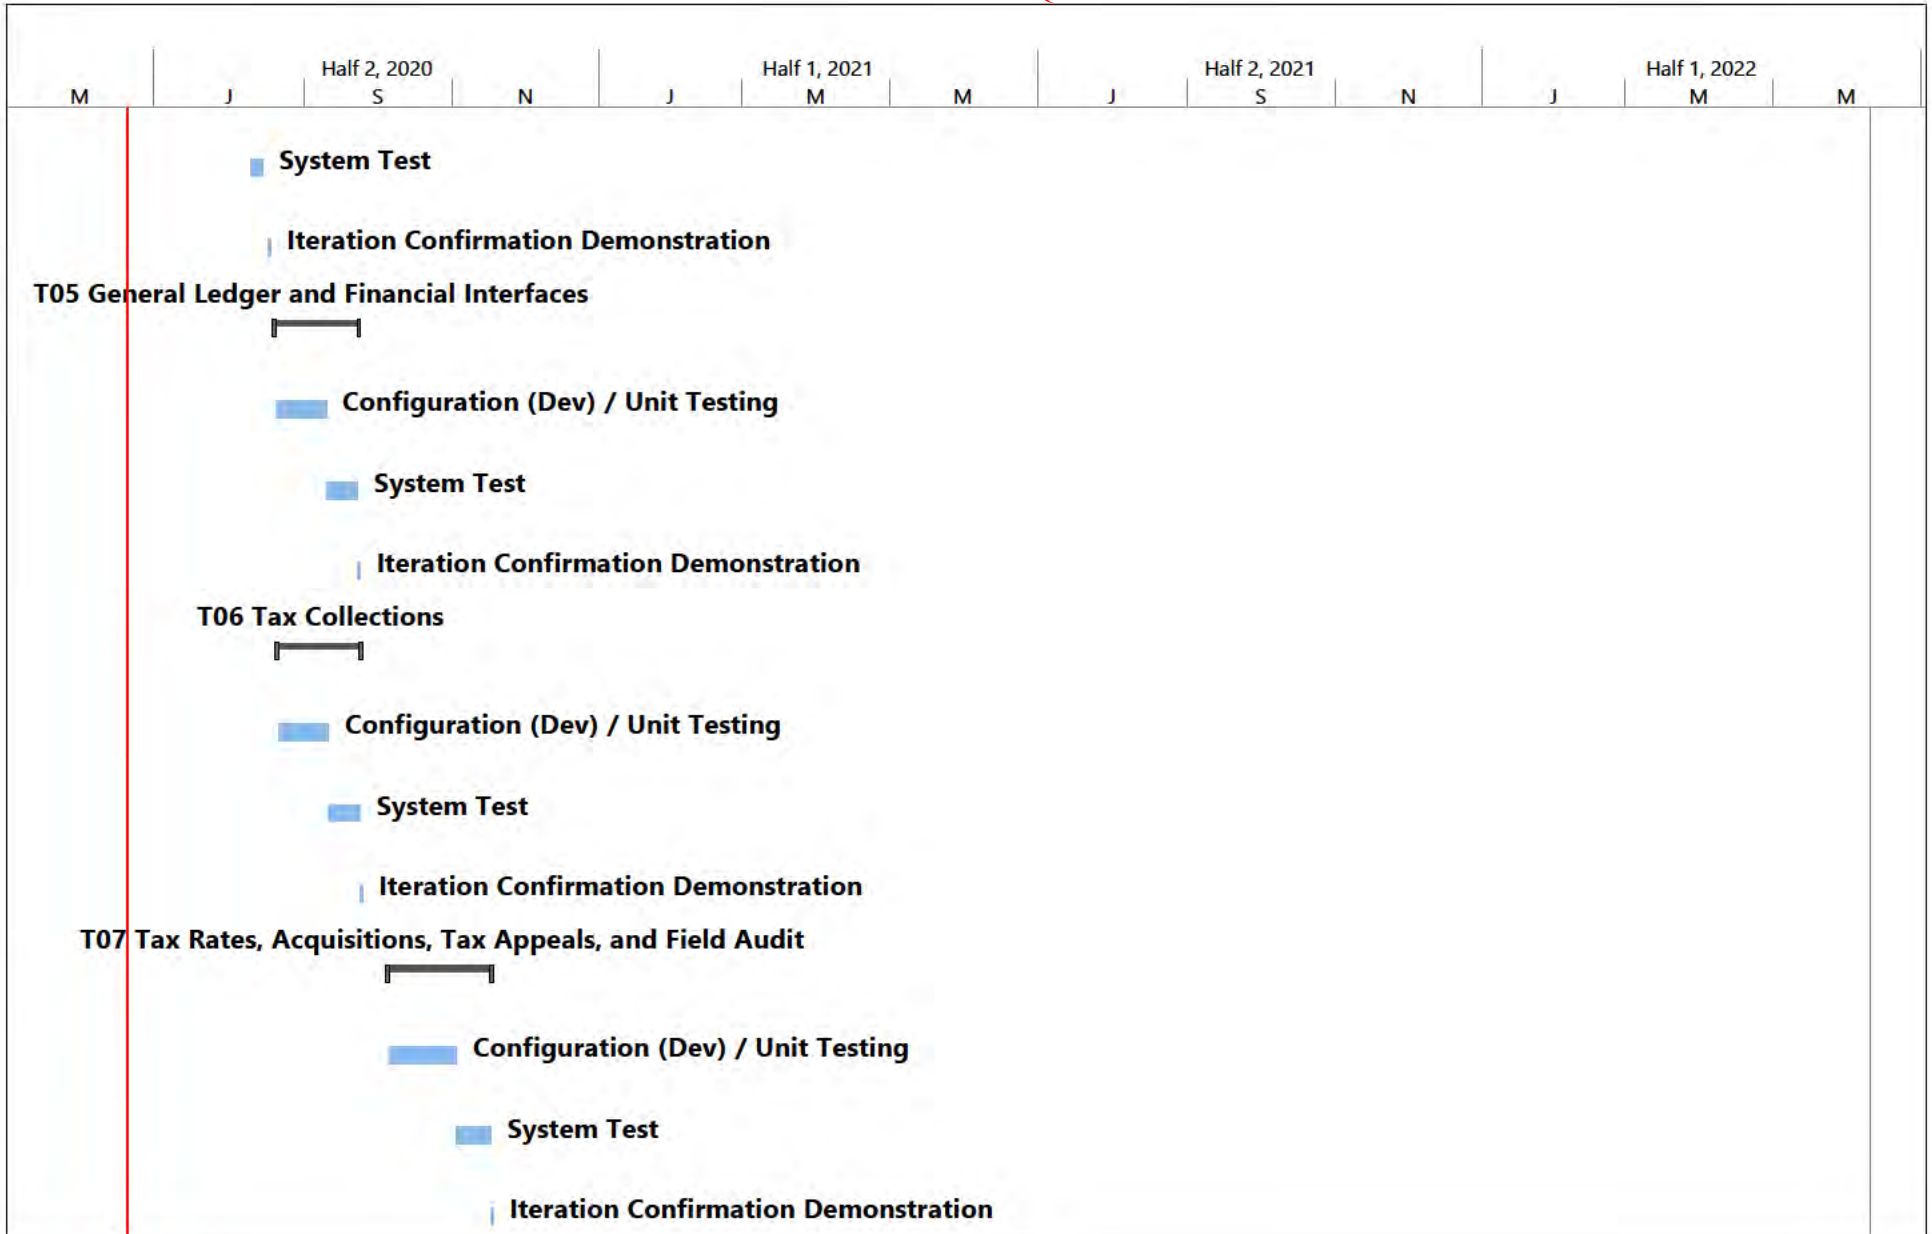 Half 2, 2020 Half 1, 2021 Half 2, 2021 Half 1, 2022
M J S N J M M J S N J M M
System Test
Iteration Confirmation Demonstration
T05 General Ledger and Financial Interfaces
Configuration (Dev) / Unit Testing
System Test
Iteration Confirmation Demonstration
T06 Tax Collections
Configuration (Dev) / Unit Testing
System Test
Iteration Confirmation Demonstration
T07 Tax Rates, Acquisitions, Tax Appeals, and Field Audit
Configuration (Dev) / Unit Testing
System Test
Iteration Confirmation Demonstration